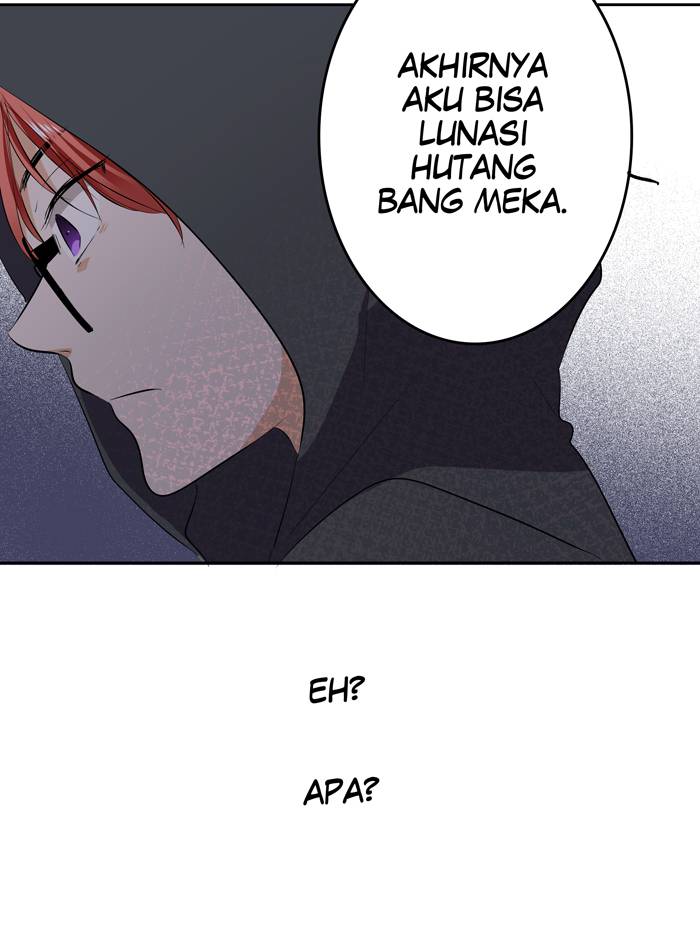 AKHIRNYA
AKU BISA
LUNASI
HUTANG
BANG MEKA.
EH?
APA?